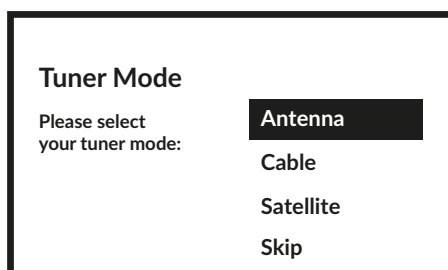 Tuner Mode
Please select
your tuner mode:
Antenna
Cable
Satellite
Skip